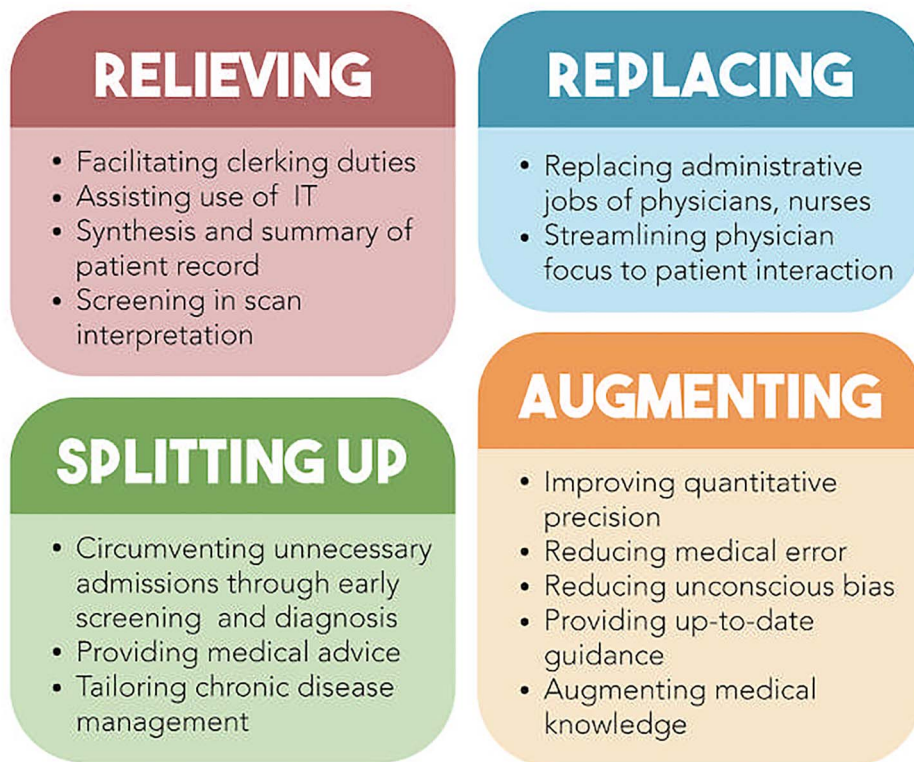 RELIEVING
• Facilitating clerking duties
• Assisting use of IT
• Synthesis and summary of
patient record
• Screening in scan
interpretation
REPLACING
• Replacing administrative
jobs of physicians, nurses
• Streamlining physician
focus to patient interaction
SPLITTING UP
• Circumventing unnecessary
admissions through early
screening and diagnosis
• Providing medical advice
• Tailoring chronic disease
management
AUGMENTING
• Improving quantitative
precision
• Reducing medical error
• Reducing unconscious bias
• Providing up-to-date
guidance
• Augmenting medical
knowledge